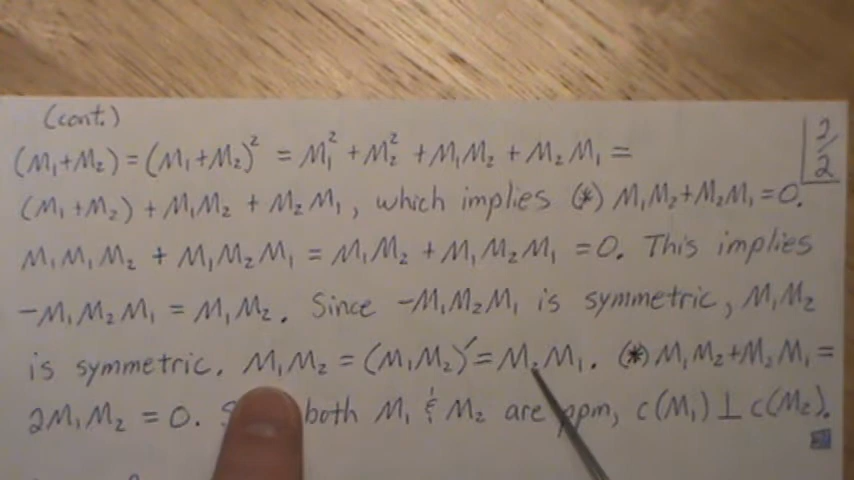 (cont.)
2/2
(M₁+M₂) = (M₁+M₂)² = M₁² + M₂² + M₁M₂ + M₂M₁ =
(M₁+M₂) + M₁M₂ + M₂M₁, which implies (*) M₁M₂+M₂M₁=0.
M₁M₁M₂ + M₁M₂M₁ = M₁M₂ + M₁M₂M₁ = 0. This implies
-M₁M₂M₁ = M₁M₂. Since -M₁M₂M₁ is symmetric, M₁M₂
is symmetric. M₁M₂ = (M₁M₂)′ = M₂M₁. (*) M₁M₂+M₂M₁ =
2M₁M₂ = 0. both M₁ & M₂ are ppm, C(M₁) ⊥ C(M₂).